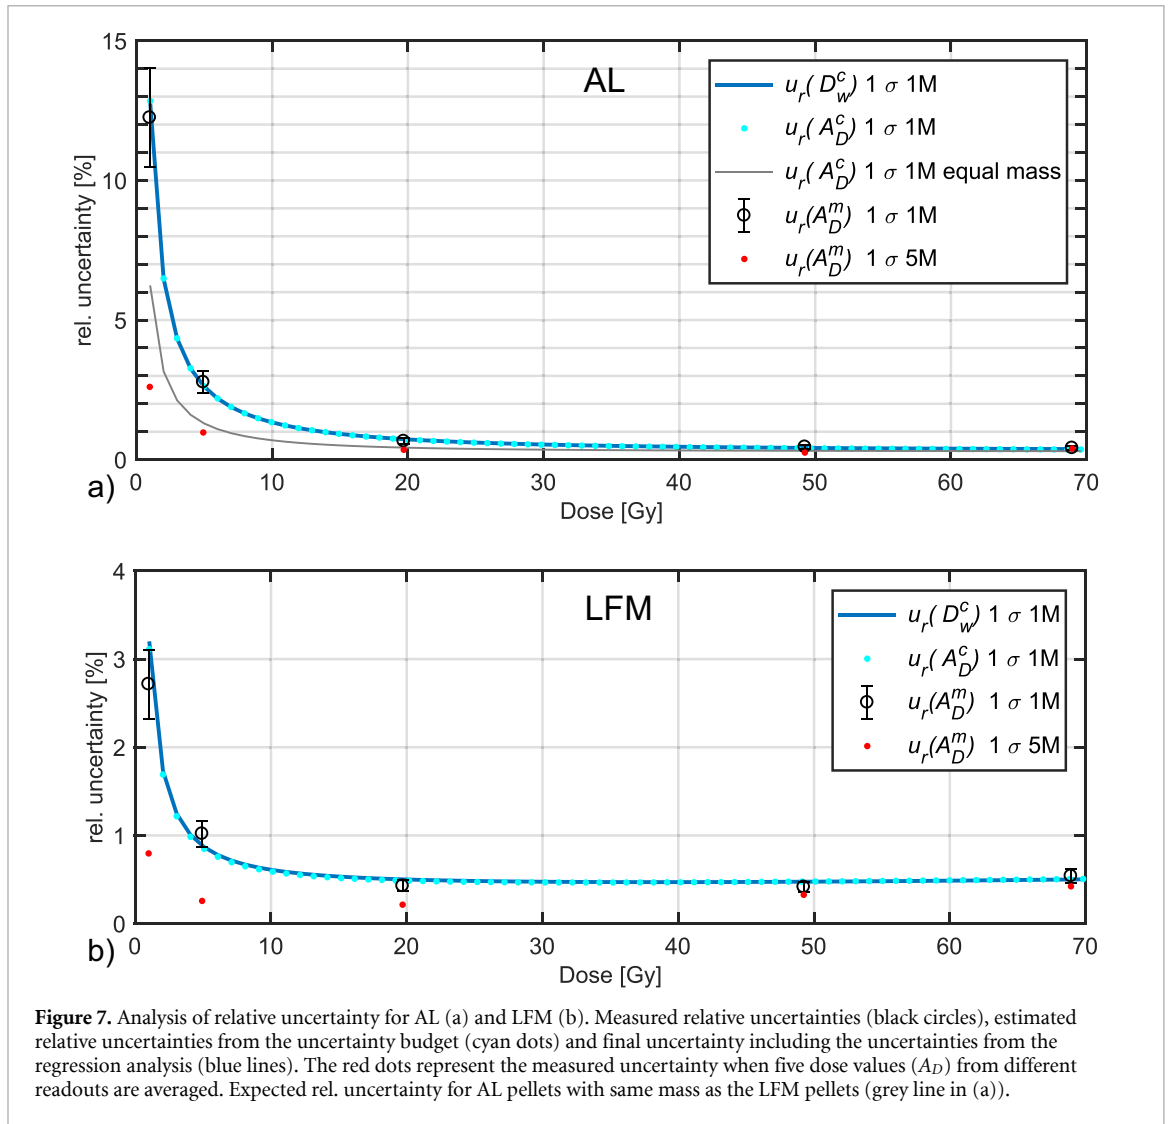 15
10
5
0
rel. uncertainty [%]
AL
u_r( D_w^c) 1 σ 1M
u_r( A_D^c) 1 σ 1M
u_r( A_D^c) 1 σ 1M equal mass
u_r(A_D^m) 1 σ 1M
u_r(A_D^m) 1 σ 5M
0 10 20 30 40 50 60 70
a)
Dose [Gy]
4
3
2
1
0
rel. uncertainty [%]
LFM
u_r( D_w^c) 1 σ 1M
u_r( A_D^c) 1 σ 1M
u_r(A_D^m) 1 σ 1M
u_r(A_D^m) 1 σ 5M
0 10 20 30 40 50 60 70
b)
Dose [Gy]
Figure 7. Analysis of relative uncertainty for AL (a) and LFM (b). Measured relative uncertainties (black circles), estimated
relative uncertainties from the uncertainty budget (cyan dots) and final uncertainty including the uncertainties from the
regression analysis (blue lines). The red dots represent the measured uncertainty when five dose values (A_D) from different
readouts are averaged. Expected rel. uncertainty for AL pellets with same mass as the LFM pellets (grey line in (a)).